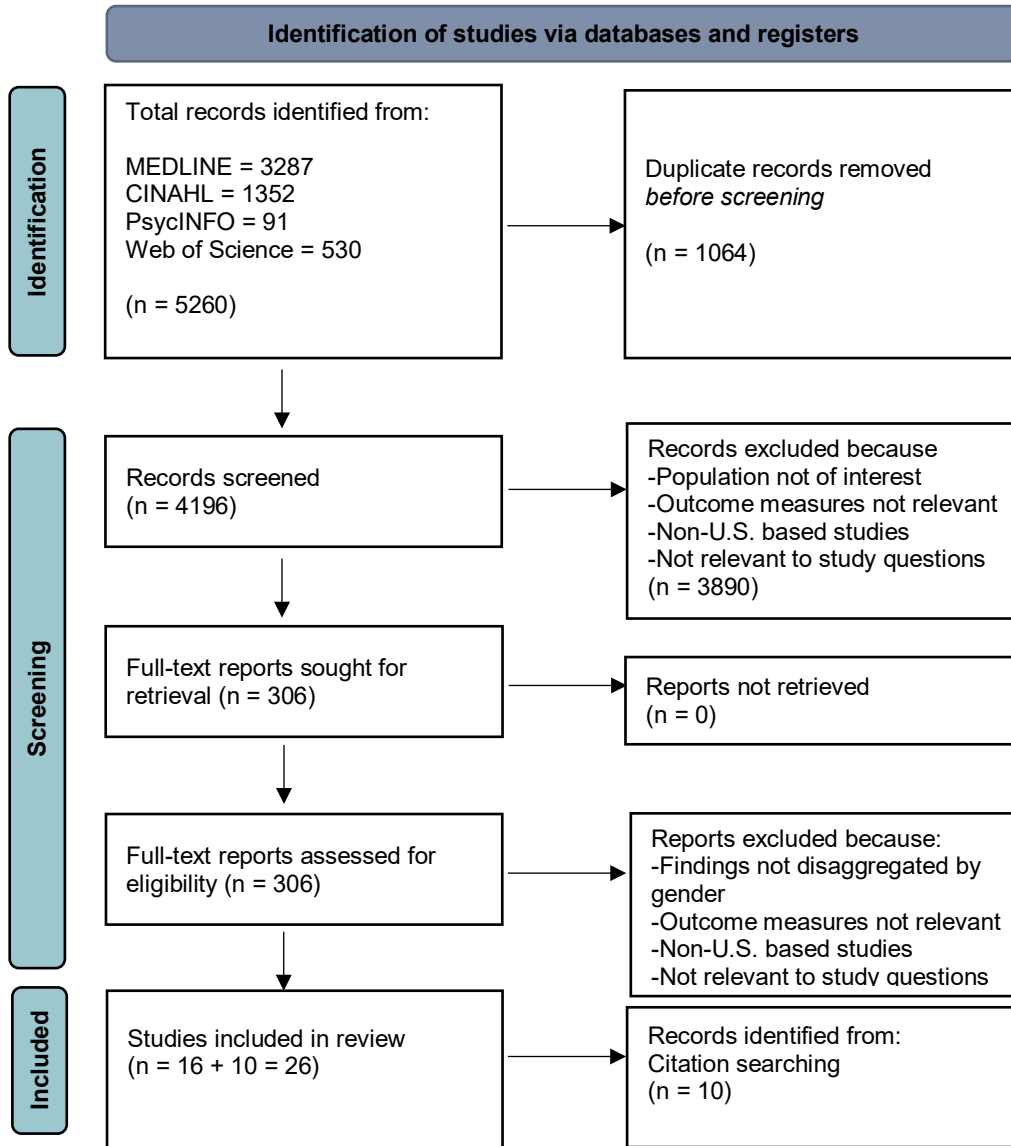 Identification of studies via databases and registers
Identification
Total records identified from:
MEDLINE = 3287
CINAHL = 1352
PsycINFO = 91
Web of Science = 530
(n = 5260)
Duplicate records removed
before screening
(n = 1064)
Screening
Records screened
(n = 4196)
Records excluded because
-Population not of interest
-Outcome measures not relevant
-Non-U.S. based studies
-Not relevant to study questions
(n = 3890)
Full-text reports sought for
retrieval (n = 306)
Reports not retrieved
(n = 0)
Full-text reports assessed for
eligibility (n = 306)
Reports excluded because:
-Findings not disaggregated by
gender
-Outcome measures not relevant
-Non-U.S. based studies
-Not relevant to study questions
Included
Studies included in review
(n = 16 + 10 = 26)
Records identified from:
Citation searching
(n = 10)